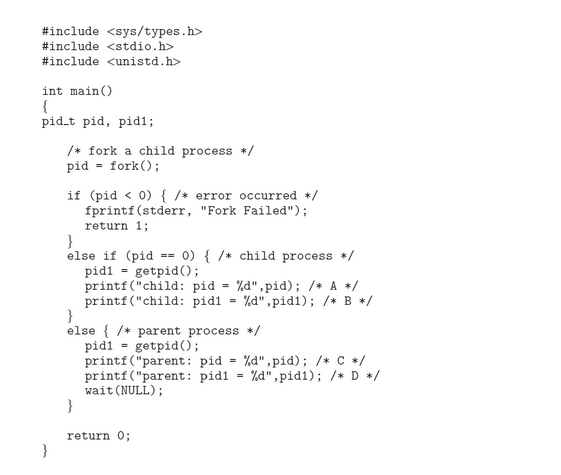 #include <sys/types.h>
#include <stdio.h>
#include <unistd.h>
int main()
{
pid_t pid, pid1;
/* fork a child process */
pid = fork();
if (pid < 0) { /* error occurred */
fprintf(stderr, "Fork Failed");
return 1;
}
else if (pid == 0) { /* child process */
pid1 = getpid();
printf("child: pid = %d",pid); /* A */
printf("child: pid1 = %d",pid1); /* B */
}
else { /* parent process */
pid1 = getpid();
printf("parent: pid = %d",pid); /* C */
printf("parent: pid1 = %d",pid1); /* D */
wait(NULL);
}
return 0;
}